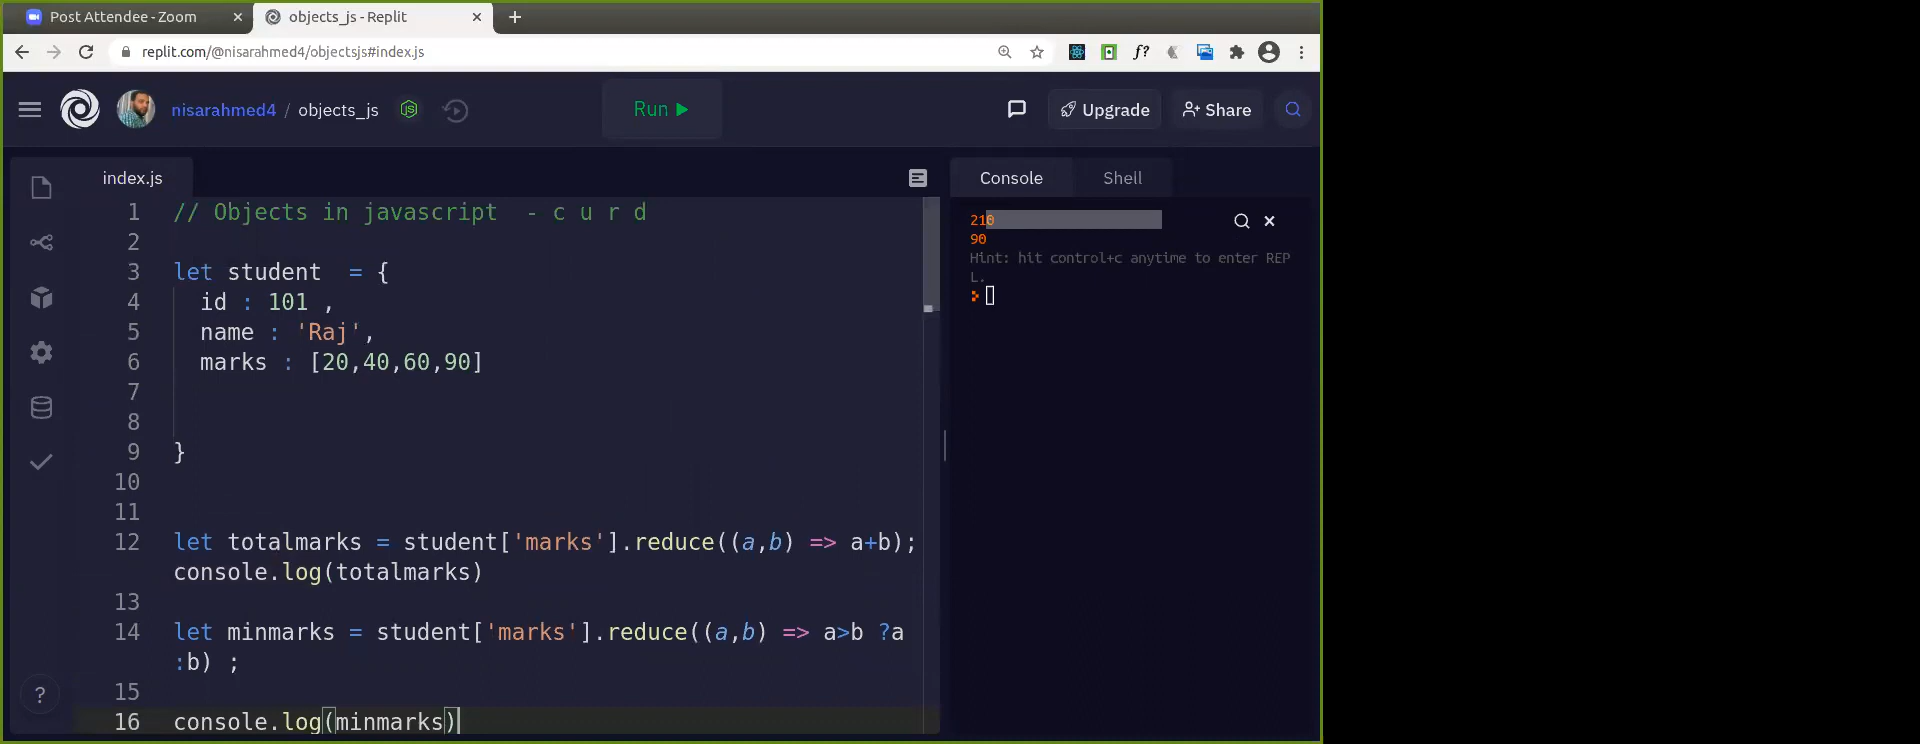 Post Attendee - Zoom
objects_js - Replit
replit.com/@nisarahmed4/objectsjs#index.js
f?
nisarahmed4 / objects_js
Run
Upgrade
Share
index.js
1 // Objects in javascript  - c u r d
2
3 let student  = {
4 id : 101 ,
5 name : 'Raj',
6 marks : [20,40,60,90]
7
8
9 }
10
11
12 let totalmarks = student['marks'].reduce((a,b) => a+b);
console.log(totalmarks)
13
14 let minmarks = student['marks'].reduce((a,b) => a>b ?a
:b) ;
15
16 console.log(minmarks)
?
Console
Shell
210
90
Hint: hit control+c anytime to enter REP
L.